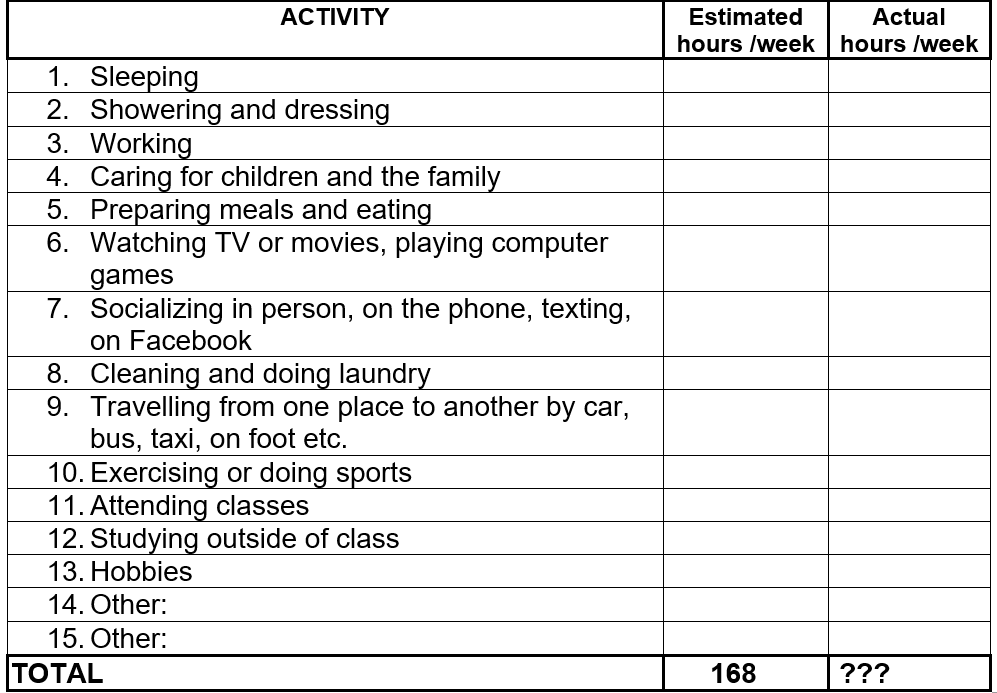 ACTIVITY Estimated hours /week Actual hours /week
1. Sleeping
2. Showering and dressing
3. Working
4. Caring for children and the family
5. Preparing meals and eating
6. Watching TV or movies, playing computer
games
7. Socializing in person, on the phone, texting,
on Facebook
8. Cleaning and doing laundry
9. Travelling from one place to another by car,
bus, taxi, on foot etc.
10. Exercising or doing sports
11. Attending classes
12. Studying outside of class
13. Hobbies
14. Other:
15. Other:
TOTAL 168 ???